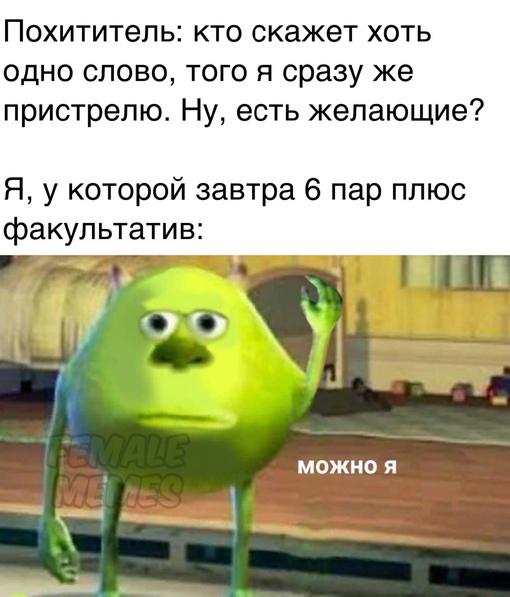 Похититель: кто скажет хоть
одно слово, того я сразу же
пристрелю. Ну, есть желающие?
Я, у которой завтра 6 пар плюс
факультатив:
можно я
FEMALE
MEMES